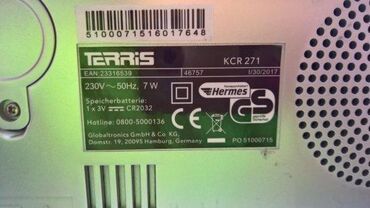 5100071516017648
TERRIS
KCR 271
EAN: 23316539
46757
1/30/2017
230V ~ 50Hz, 7 W
Speicherbatterie:
1 x 3V CR2032
Hotline: 0800-5000136
Globaltronics GmbH & Co. KG,
Domstr. 19, 20095 Hamburg, Germany
Hermes
GS
CE
PO 51000715